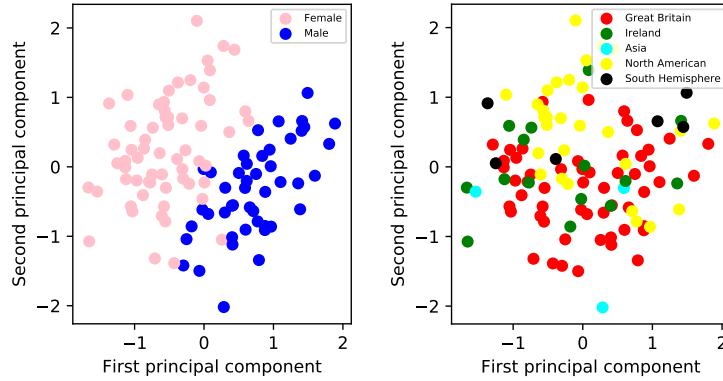 Female
Male
2
1
0
−1
−2
−1
0
1
2
Second principal component
First principal component
Great Britain
Ireland
Asia
North American
South Hemisphere
2
1
0
−1
−2
−1
0
1
2
Second principal component
First principal component